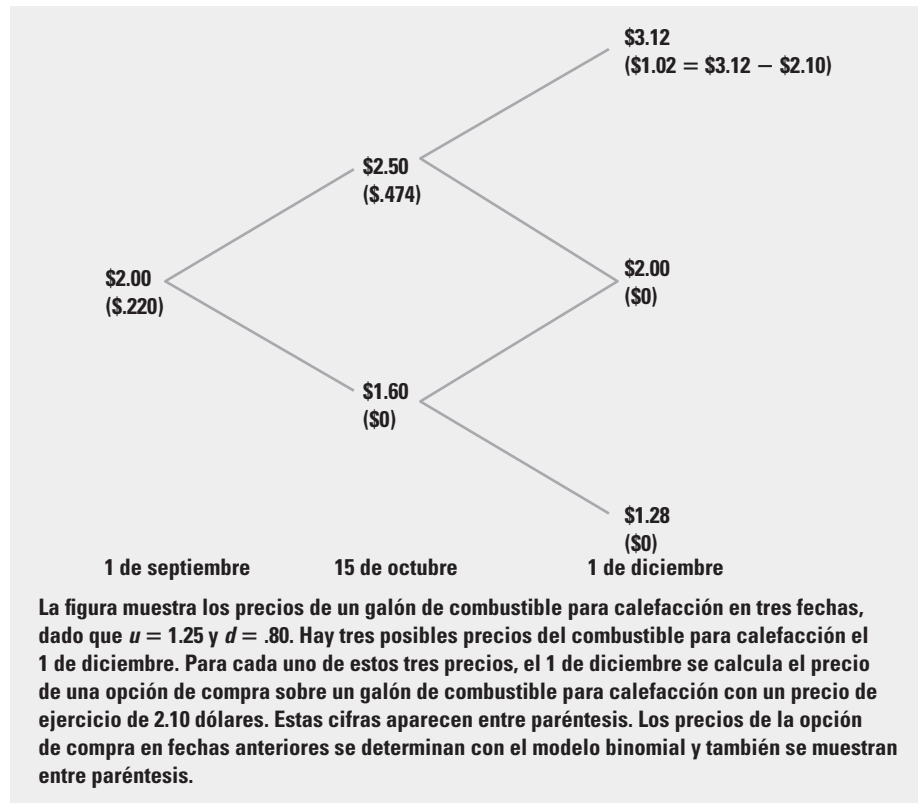 $3.12
($1.02 = $3.12 − $2.10)
$2.50
($.474)
$2.00
($.220)
$2.00
($0)
$1.60
($0)
$1.28
($0)
1 de septiembre 15 de octubre 1 de diciembre
La figura muestra los precios de un galón de combustible para calefacción en tres fechas,
dado que u = 1.25 y d = .80. Hay tres posibles precios del combustible para calefacción el
1 de diciembre. Para cada uno de estos tres precios, el 1 de diciembre se calcula el precio
de una opción de compra sobre un galón de combustible para calefacción con un precio de
ejercicio de 2.10 dólares. Estas cifras aparecen entre paréntesis. Los precios de la opción
de compra en fechas anteriores se determinan con el modelo binomial y también se muestran
entre paréntesis.